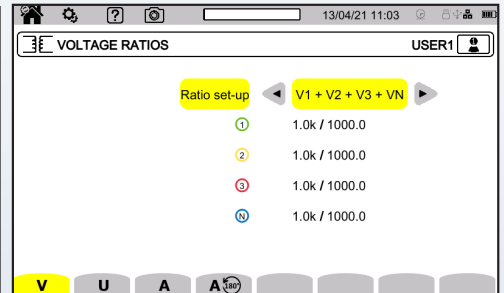 ? 13/04/21 11:03
VOLTAGE RATIOS USER1
Ratio set-up V1 + V2 + V3 + VN
1 1.0k / 1000.0
2 1.0k / 1000.0
3 1.0k / 1000.0
N 1.0k / 1000.0
V U A A 180°